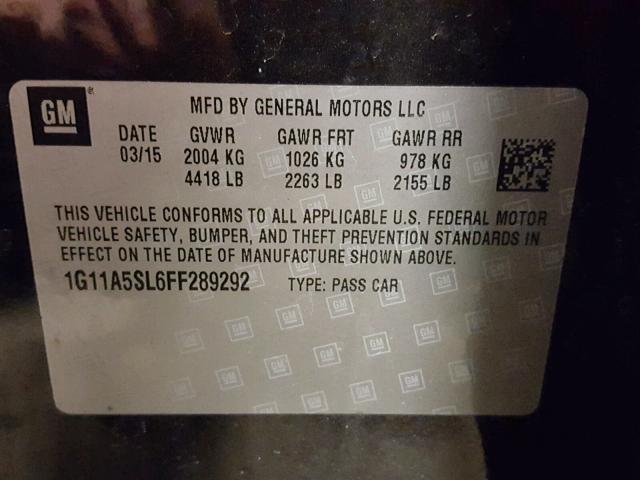 GM
MFD BY GENERAL MOTORS LLC
DATE GVWR GAWR FRT GAWR RR
03/15 2004 KG 1026 KG 978 KG
4418 LB 2263 LB 2155 LB
THIS VEHICLE CONFORMS TO ALL APPLICABLE U.S. FEDERAL MOTOR
VEHICLE SAFETY, BUMPER, AND THEFT PREVENTION STANDARDS IN
EFFECT ON THE DATE OF MANUFACTURE SHOWN ABOVE.
1G11A5SL6FF289292 TYPE: PASS CAR